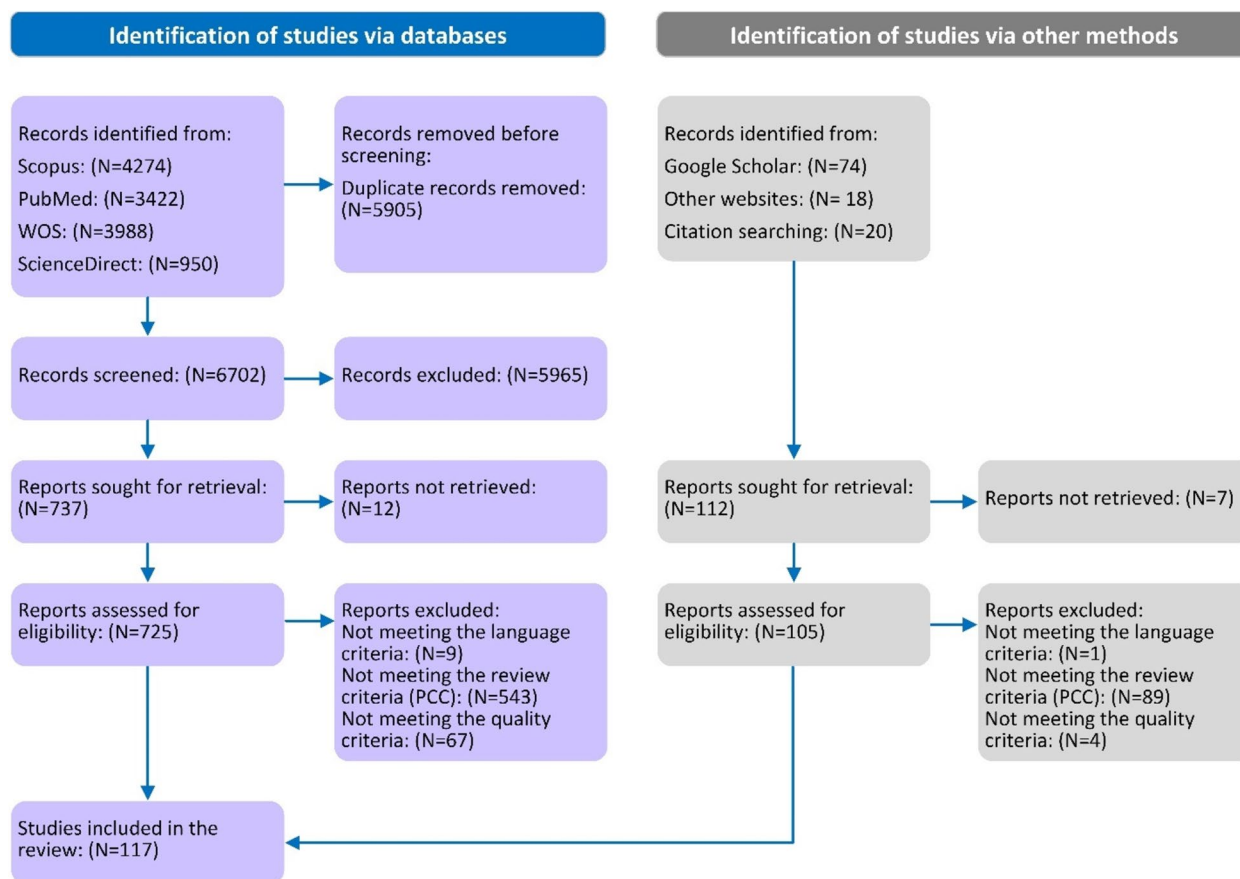 Identification of studies via databases
Records identified from:
Scopus: (N=4274)
PubMed: (N=3422)
WOS: (N=3988)
ScienceDirect: (N=950)
Records removed before
screening:
Duplicate records removed:
(N=5905)
Records screened: (N=6702)
Records excluded: (N=5965)
Reports sought for retrieval:
(N=737)
Reports not retrieved:
(N=12)
Reports assessed for
eligibility: (N=725)
Reports excluded:
Not meeting the language
criteria: (N=9)
Not meeting the review
criteria (PCC): (N=543)
Not meeting the quality
criteria: (N=67)
Studies included in the
review: (N=117)
Identification of studies via other methods
Records identified from:
Google Scholar: (N=74)
Other websites: (N= 18)
Citation searching: (N=20)
Reports sought for retrieval:
(N=112)
Reports not retrieved: (N=7)
Reports assessed for
eligibility: (N=105)
Reports excluded:
Not meeting the language
criteria: (N=1)
Not meeting the review
criteria (PCC): (N=89)
Not meeting the quality
criteria: (N=4)